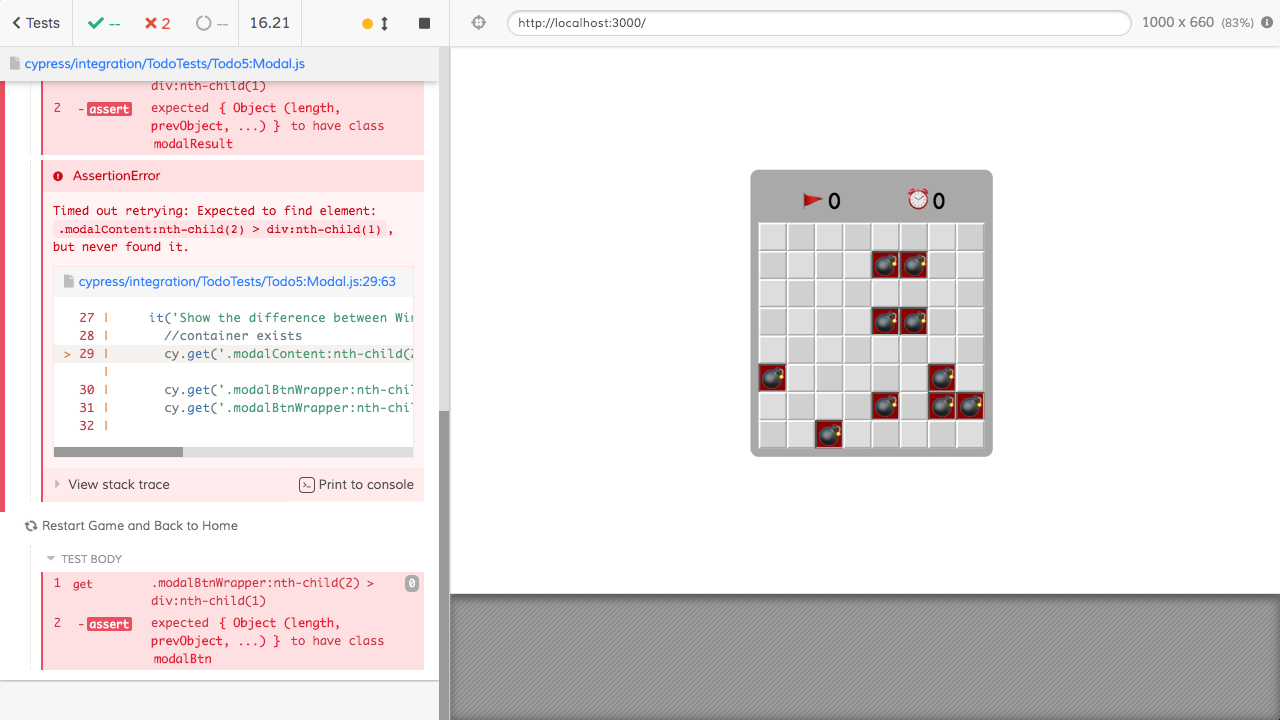 Tests
--
2
--
16.21
http://localhost:3000/
1000 x 660 (83%)
cypress/integration/TodoTests/Todo5:Modal.js
div:nth-child(1)
2 -assert expected { Object (length,
prevObject, ...) } to have class
modalResult
AssertionError
Timed out retrying: Expected to find element:
.modalContent:nth-child(2) > div:nth-child(1),
but never found it.
cypress/integration/TodoTests/Todo5:Modal.js:29:63
27 | it('Show the difference between Wi
28 | //container exists
> 29 | cy.get('.modalContent:nth-child(2
|
30 | cy.get('.modalBtnWrapper:nth-chil
31 | cy.get('.modalBtnWrapper:nth-chil
32 |
View stack trace
Print to console
Restart Game and Back to Home
TEST BODY
1 get .modalBtnWrapper:nth-child(2) > 0
div:nth-child(1)
2 -assert expected { Object (length,
prevObject, ...) } to have class
modalBtn
0
0